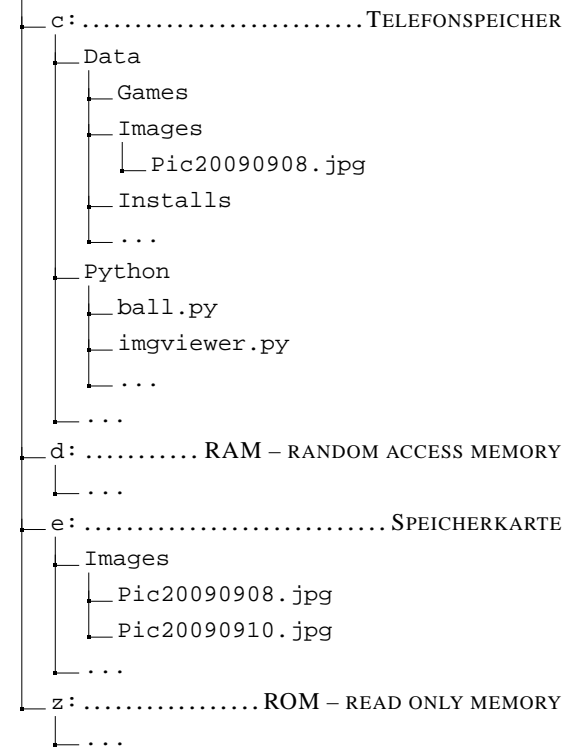 c: ........................... TELEFONSPEICHER
Data
Games
Images
Pic20090908.jpg
Installs
...
Python
ball.py
imgviewer.py
...
...
d: ........... RAM – RANDOM ACCESS MEMORY
...
e: ............................. SPEICHERKARTE
Images
Pic20090908.jpg
Pic20090910.jpg
...
z: ................. ROM – READ ONLY MEMORY
...